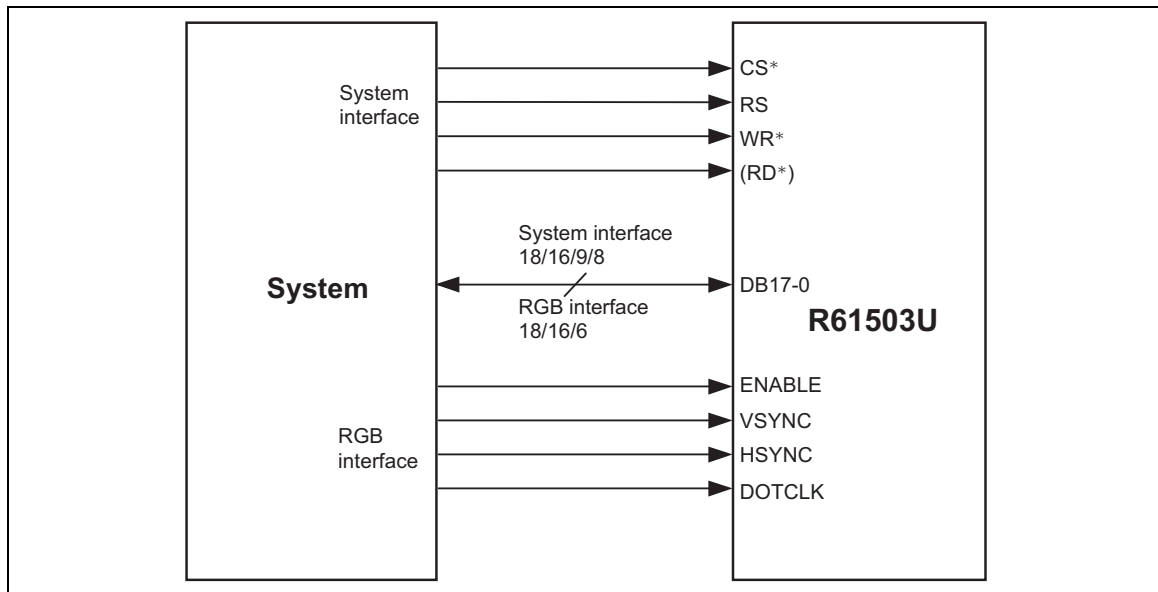 System
interface
CS*
RS
WR*
(RD*)
System interface
18/16/9/8
System
DB17-0
RGB interface
18/16/6
R61503U
RGB
interface
ENABLE
VSYNC
HSYNC
DOTCLK